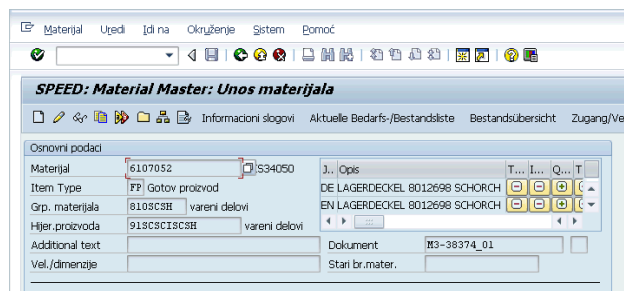 Materijal Uredi Idi na Okruženje Sistem Pomoć
SPEED: Material Master: Unos materijala
Informacioni slogovi Aktuelle Bedarfs-/Bestandsliste Bestandsübersicht Zugang/Ve
Osnovni podaci
Materijal 6107052 S34050 J.. Opis T... I... Q... T
Item Type FP Gotov proizvod DE LAGERDECKEL 8012698 SCHORCH
Grp. materijala 810SCSH vareni delovi EN LAGERDECKEL 8012698 SCHORCH
Hijer.proizvoda 91SCSCISCSH vareni delovi
Additional text Dokument M3-38374_01
Vel./dimenzije Stari br.mater.